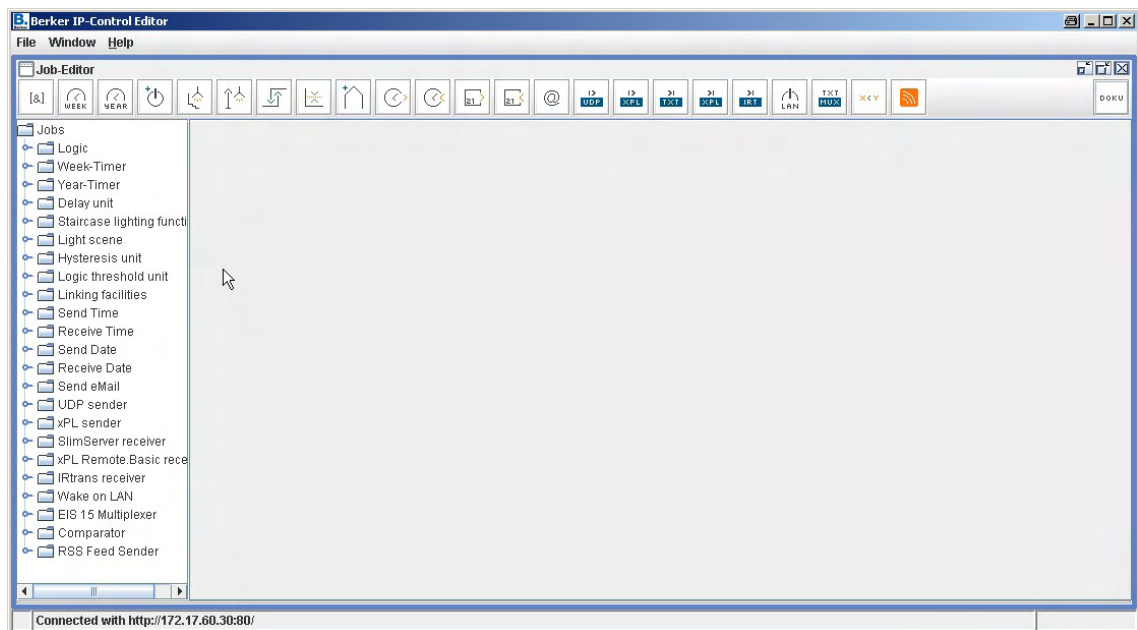 B. Berker IP-Control Editor
File Window Help
Job-Editor
[&] WEEK YEAR 21 21 @ UDP XPL TXT XPL IRT LAN TXT MUX X<Y DOKU
Jobs
Logic
Week-Timer
Year-Timer
Delay unit
Staircase lighting functi
Light scene
Hysteresis unit
Logic threshold unit
Linking facilities
Send Time
Receive Time
Send Date
Receive Date
Send eMail
UDP sender
xPL sender
SlimServer receiver
xPL Remote.Basic rece
IRtrans receiver
Wake on LAN
EIS 15 Multiplexer
Comparator
RSS Feed Sender
Connected with http://172.17.60.30:80/